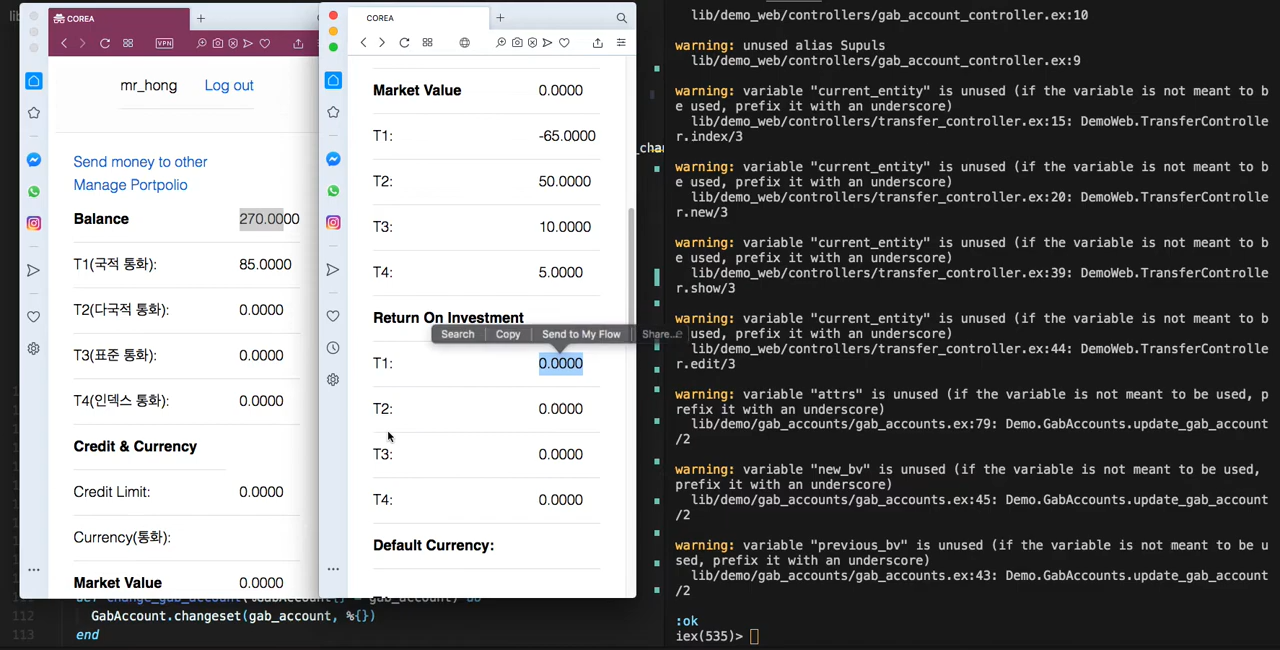 COREA
VPN
mr_hong
Log out
Send money to other
Manage Portpolio
Balance
270.0000
T1(국적 통화):
85.0000
T2(다국적 통화):
0.0000
T3(표준 통화):
0.0000
T4(인덱스 통화):
0.0000
Credit & Currency
Credit Limit:
0.0000
Currency(통화):
Market Value
0.0000
COREA
Market Value
0.0000
T1:
-65.0000
T2:
50.0000
T3:
10.0000
T4:
5.0000
Return On Investment
Search
Copy
Send to My Flow
Share...
T1:
0.0000
T2:
0.0000
T3:
0.0000
T4:
0.0000
Default Currency:
112
GabAccount.changeset(gab_account, %{})
113
end
lib/demo_web/controllers/gab_account_controller.ex:10
warning: unused alias Supuls
lib/demo_web/controllers/gab_account_controller.ex:9
warning: variable "current_entity" is unused (if the variable is not meant to b
e used, prefix it with an underscore)
lib/demo_web/controllers/transfer_controller.ex:15: DemoWeb.TransferControlle
r.index/3
warning: variable "current_entity" is unused (if the variable is not meant to b
e used, prefix it with an underscore)
lib/demo_web/controllers/transfer_controller.ex:20: DemoWeb.TransferControlle
r.new/3
warning: variable "current_entity" is unused (if the variable is not meant to b
e used, prefix it with an underscore)
lib/demo_web/controllers/transfer_controller.ex:39: DemoWeb.TransferControlle
r.show/3
warning: variable "current_entity" is unused (if the variable is not meant to b
e used, prefix it with an underscore)
lib/demo_web/controllers/transfer_controller.ex:44: DemoWeb.TransferControlle
r.edit/3
warning: variable "attrs" is unused (if the variable is not meant to be used, p
refix it with an underscore)
lib/demo/gab_accounts/gab_accounts.ex:79: Demo.GabAccounts.update_gab_account
/2
warning: variable "new_bv" is unused (if the variable is not meant to be used,
prefix it with an underscore)
lib/demo/gab_accounts/gab_accounts.ex:45: Demo.GabAccounts.update_gab_account
/2
warning: variable "previous_bv" is unused (if the variable is not meant to be u
sed, prefix it with an underscore)
lib/demo/gab_accounts/gab_accounts.ex:43: Demo.GabAccounts.update_gab_account
/2
:ok
iex(535)>